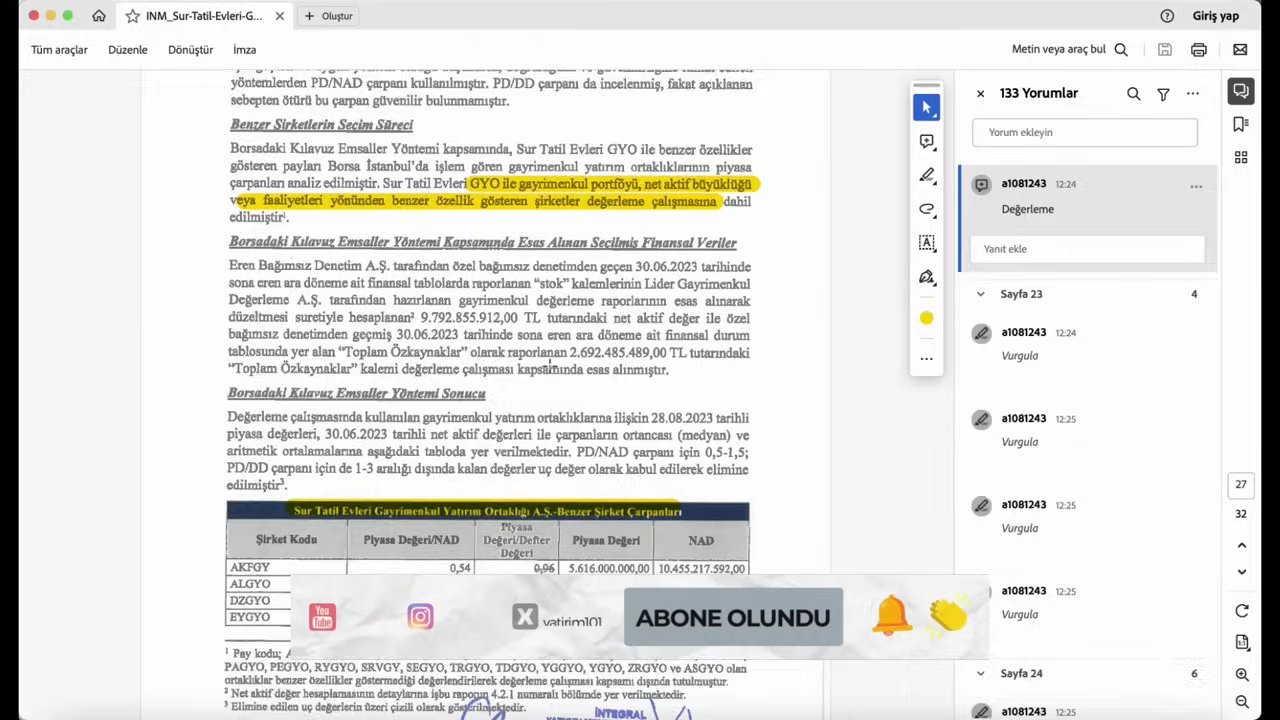 INM_Sur-Tatil-Evleri-G...
Oluştur
Giriş yap
Tüm araçlar
Düzenle
Dönüştür
İmza
Metin veya araç bul
yöntemlerden PD/NAD çarpanı kullanılmıştır. PD/DD çarpanı da incelenmiş, fakat açıklanan
sebepten ötürü bu çarpan güvenilir bulunmamıştır.
Benzer Şirketlerin Seçim Süreci
Borsadaki Kılavuz Emsaller Yöntemi kapsamında, Sur Tatil Evleri GYO ile benzer özellikler
gösteren payları Borsa İstanbul'da işlem gören gayrimenkul yatırım ortaklıklarının piyasa
çarpanları analiz edilmiştir. Sur Tatil Evleri GYO ile gayrimenkul portföyü, net aktif büyüklüğü
veya faaliyetleri yönünden benzer özellik gösteren şirketler değerleme çalışmasına dahil
edilmiştir¹.
Borsadaki Kılavuz Emsaller Yöntemi Kapsamında Esas Alınan Seçilmiş Finansal Veriler
Eren Bağımsız Denetim A.Ş. tarafından özel bağımsız denetimden geçen 30.06.2023 tarihinde
sona eren ara döneme ait finansal tablolarda raporlanan “stok” kalemlerinin Lider Gayrimenkul
Değerleme A.Ş. tarafından hazırlanan gayrimenkul değerleme raporlarının esas alınarak
düzeltmesi suretiyle hesaplanan² 9.792.855.912,00 TL tutarındaki net aktif değer ile özel
bağımsız denetimden geçmiş 30.06.2023 tarihinde sona eren ara döneme ait finansal durum
tablosunda yer alan “Toplam Özkaynaklar” olarak raporlanan 2.692.485.489,00 TL tutarındaki
“Toplam Özkaynaklar” kalemi değerleme çalışması kapsamında esas alınmıştır.
Borsadaki Kılavuz Emsaller Yöntemi Sonucu
Değerleme çalışmasında kullanılan gayrimenkul yatırım ortaklıklarına ilişkin 28.08.2023 tarihli
piyasa değerleri, 30.06.2023 tarihli net aktif değerleri ile çarpanların ortancası (medyan) ve
aritmetik ortalamalarına aşağıdaki tabloda yer verilmektedir. PD/NAD çarpanı için 0,5-1,5;
PD/DD çarpanı için de 1-3 aralığı dışında kalan değerler uç değer olarak kabul edilerek elimine
edilmiştir³.
Sur Tatil Evleri Gayrimenkul Yatırım Ortaklığı A.Ş.-Benzer Şirket Çarpanları
Şirket Kodu
Piyasa Değeri/NAD
Piyasa Değeri/Defter Değeri
Piyasa Değeri
NAD
AKFGY 0,54 0,96 5.616.000.000,00 10.455.217.592,00
ALGYO
DZGYO
EYGYO
You Tube
X
yatirim101
ABONE OLUNDU
¹ Pay kodu;
PAGYO, PEGYO, RYGYO, SRVGY, SEGYO, TRGYO, TDGYO, YGGYO, YGYO, ZRGYO ve ASGYO olan
ortaklıklar benzer özellikler göstermediği değerlendirilerek değerleme çalışması kapsamı dışında tutulmuştur.
² Net aktif değer hesaplamasının detaylarına işbu raporun 4.2.1 numaralı bölümde yer verilmektedir.
³ Elimine edilen uç değerlerin üzeri çizili olarak gösterilmektedir.
İNTEGRAL
133 Yorumlar
Yorum ekleyin
a1081243 12:24
Değerleme
Yanıt ekle
Sayfa 23 4
a1081243 12:24
Vurgula
a1081243 12:25
Vurgula
a1081243 12:25
Vurgula
a1081243 12:25
Vurgula
Sayfa 24 6
a1081243 12:25
27
32